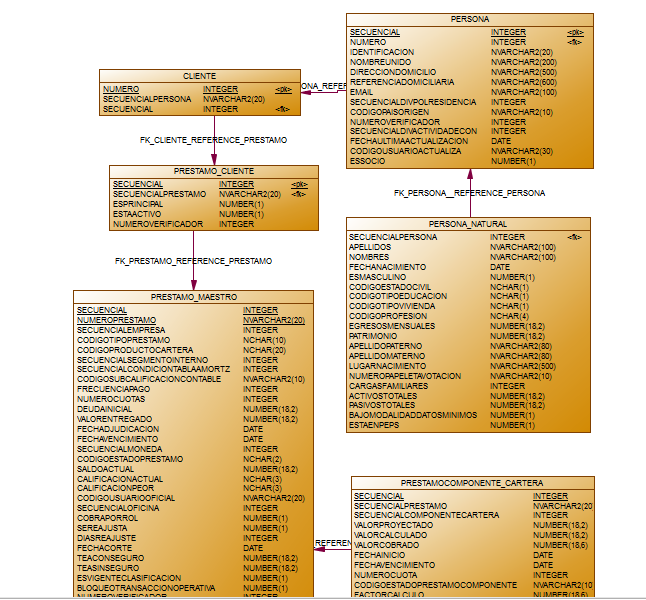 PERSONA
SECUENCIAL INTEGER <pk>
NUMERO INTEGER <fk>
IDENTIFICACION NVARCHAR2(20)
NOMBREUNIDO NVARCHAR2(200)
DIRECCIONDOMICILIO NVARCHAR2(500)
REFERENCIADOMICILIARIA NVARCHAR2(600)
EMAIL NVARCHAR2(100)
SECUENCIALDIVPOLRESIDENCIA INTEGER
CODIGOPAISORIGEN NVARCHAR2(10)
NUMEROVERIFICADOR INTEGER
SECUENCIALDIVACTIVIDADECON INTEGER
FECHAULTIMAACTUALIZACION DATE
CODIGOUSUARIOACTUALIZA NVARCHAR2(30)
ESSOCIO NUMBER(1)
CLIENTE
NUMERO INTEGER <pk>
SECUENCIALPERSONA NVARCHAR2(20)
SECUENCIAL INTEGER <fk>
ONA_REFER
FK_CLIENTE_REFERENCE_PRESTAMO
PRESTAMO_CLIENTE
SECUENCIAL INTEGER <pk>
SECUENCIALPRESTAMO NVARCHAR2(20) <fk>
ESPRINCIPAL NUMBER(1)
ESTAACTIVO NUMBER(1)
NUMEROVERIFICADOR INTEGER
FK_PERSONA__REFERENCE_PERSONA
PERSONA_NATURAL
SECUENCIALPERSONA INTEGER <fk>
APELLIDOS NVARCHAR2(100)
NOMBRES NVARCHAR2(100)
FECHANACIMIENTO DATE
ESMASCULINO NUMBER(1)
CODIGOESTADOCIVIL NCHAR(1)
CODIGOTIPOEDUCACION NCHAR(1)
CODIGOTIPOVIVIENDA NCHAR(1)
CODIGOPROFESION NCHAR(4)
EGRESOSMENSUALES NUMBER(18,2)
PATRIMONIO NUMBER(18,2)
APELLIDOPATERNO NVARCHAR2(80)
APELLIDOMATERNO NVARCHAR2(80)
LUGARNACIMIENTO NVARCHAR2(500)
NUMEROPAPELETAVOTACION NVARCHAR2(10)
CARGASFAMILIARES INTEGER
ACTIVOSTOTALES NUMBER(18,2)
PASIVOSTOTALES NUMBER(18,2)
BAJOMODALIDADDATOSMINIMOS NUMBER(1)
ESTAENPEPS NUMBER(1)
FK_PRESTAMO_REFERENCE_PRESTAMO
PRESTAMO_MAESTRO
SECUENCIAL INTEGER
NUMEROPRESTAMO NVARCHAR2(20)
SECUENCIALEMPRESA INTEGER
CODIGOTIPOPRESTAMO NCHAR(10)
CODIGOPRODUCTOCARTERA NCHAR(20)
SECUENCIALSEGMENTOINTERNO INTEGER
SECUENCIALCONDICIONTABLAAMORTZ INTEGER
CODIGOSUBCALIFICACIONCONTABLE NVARCHAR2(10)
FRECUENCIAPAGO INTEGER
NUMEROCUOTAS INTEGER
DEUDAINICIAL NUMBER(18,2)
VALORENTREGADO NUMBER(18,2)
FECHADJUDICACION DATE
FECHAVENCIMIENTO DATE
SECUENCIALMONEDA INTEGER
CODIGOESTADOPRESTAMO NCHAR(2)
SALDOACTUAL NUMBER(18,2)
CALIFICACIONACTUAL NCHAR(3)
CALIFICACIONPEOR NCHAR(3)
CODIGOUSUARIOOFICIAL NVARCHAR2(20)
SECUENCIALOFICINA INTEGER
COBRAPORROL NUMBER(1)
SEREAJUSTA NUMBER(1)
DIASREAJUSTE INTEGER
FECHACORTE DATE
TEACONSEGURO NUMBER(18,2)
TEASINSEGURO NUMBER(18,2)
ESVIGENTECLASIFICACION NUMBER(1)
BLOQUEOTRANSACCIONOPERATIVA NUMBER(1)
NUMEROVERIFICADOR INTEGER
REFEREN
PRESTAMOCOMPONENTE_CARTERA
SECUENCIAL INTEGER
SECUENCIALPRESTAMO NVARCHAR2(20
SECUENCIALCOMPONENTECARTERA INTEGER
VALORPROYECTADO NUMBER(18,2)
VALORCALCULADO NUMBER(18,2)
VALORCOBRADO NUMBER(18,6)
FECHAINICIO DATE
FECHAVENCIMIENTO DATE
NUMEROCUOTA INTEGER
CODIGOESTADOPRESTAMOCOMPONENTE NVARCHAR2(10
FACTORCALCULO NUMBER(18,6)